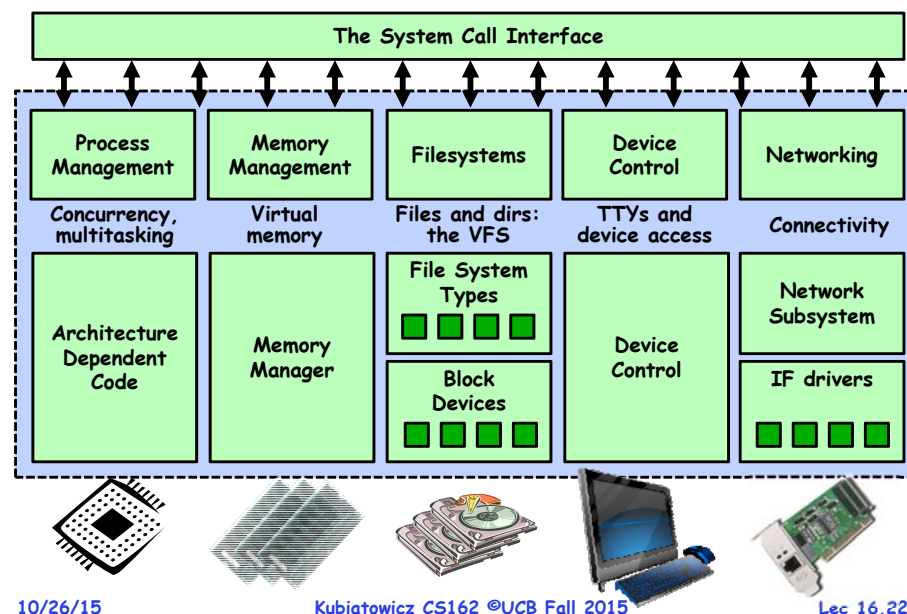 The System Call Interface
Process
Management
Memory
Management
Filesystems
Device
Control
Networking
Concurrency,
multitasking
Virtual
memory
Files and dirs:
the VFS
TTYs and
device access
Connectivity
Architecture
Dependent
Code
Memory
Manager
File System
Types
Block
Devices
Device
Control
Network
Subsystem
IF drivers
10/26/15
Kubiatowicz CS162 ©UCB Fall 2015
Lec 16.22